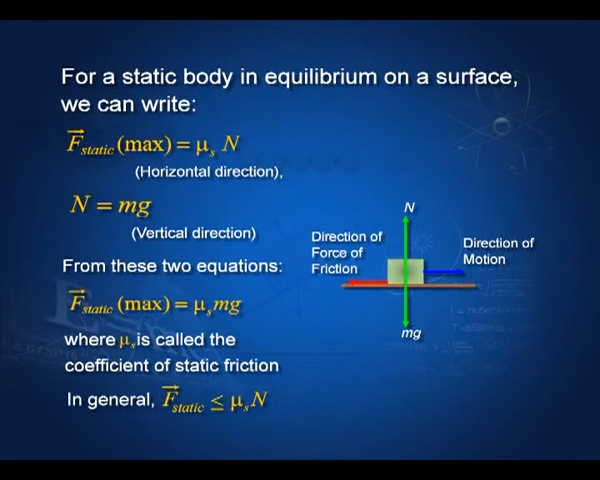 For a static body in equilibrium on a surface,
we can write:
F⃗static (max) = μs N
(Horizontal direction),
N = mg
(Vertical direction)
From these two equations:
F⃗static (max) = μs mg
where μs is called the
coefficient of static friction
In general, F⃗static ≤ μs N
N
Direction of
Force of
Friction
Direction of
Motion
mg